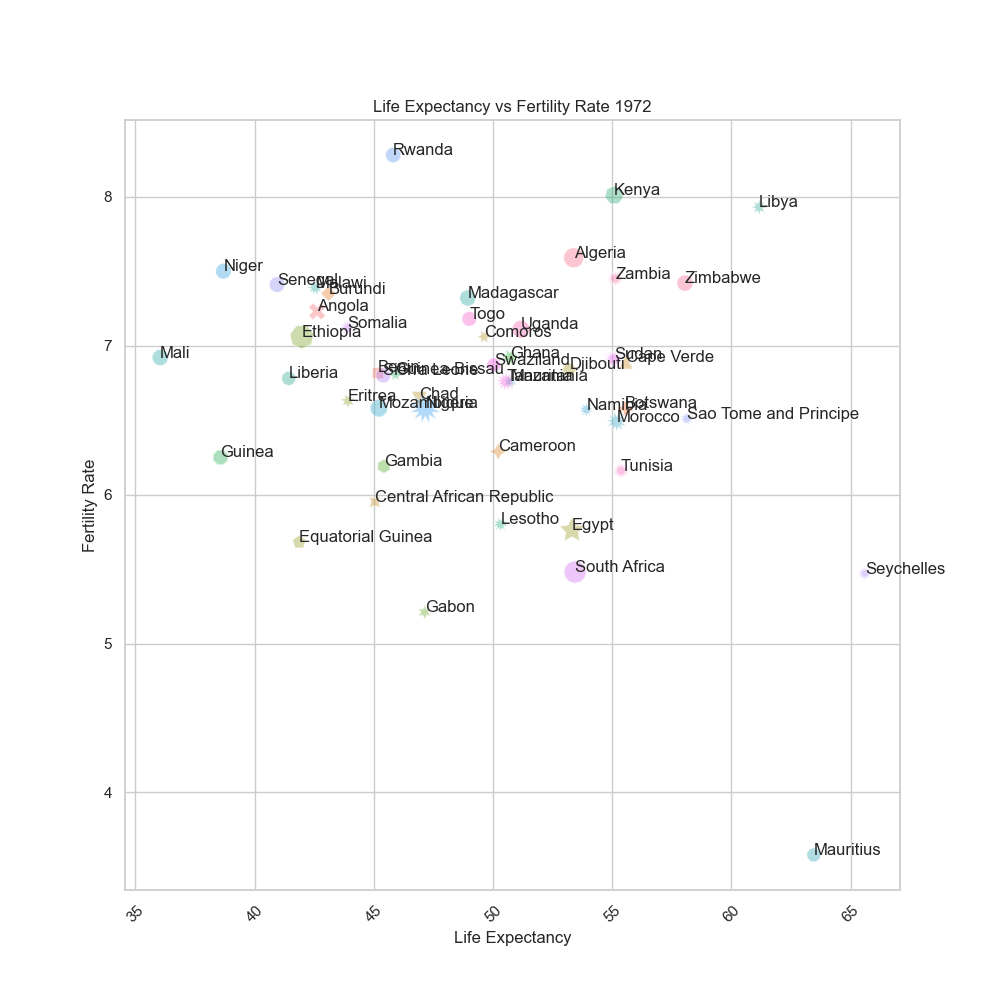 Life Expectancy vs Fertility Rate 1972
Rwanda
Kenya
8
Libya
Algeria
Niger
Zambia
Zimbabwe
Senegal
Malawi
Burundi
Madagascar
Angola
Togo
Somalia
Uganda
Ethiopia
Comoros
7
Mali
Ghana
Sudan
Cape Verde
Swaziland
Djibouti
Benin
Sierra Leone
Guinea-Bissau
Liberia
Tanzania
Mauritania
Eritrea
Chad
Mozambique
Nigeria
Namibia
Botswana
Morocco
Sao Tome and Principe
Guinea
Cameroon
Gambia
Tunisia
6
Central African Republic
Lesotho
Egypt
Equatorial Guinea
South Africa
Seychelles
Gabon
5
4
Mauritius
Fertility Rate
35
40
45
50
55
60
65
Life Expectancy